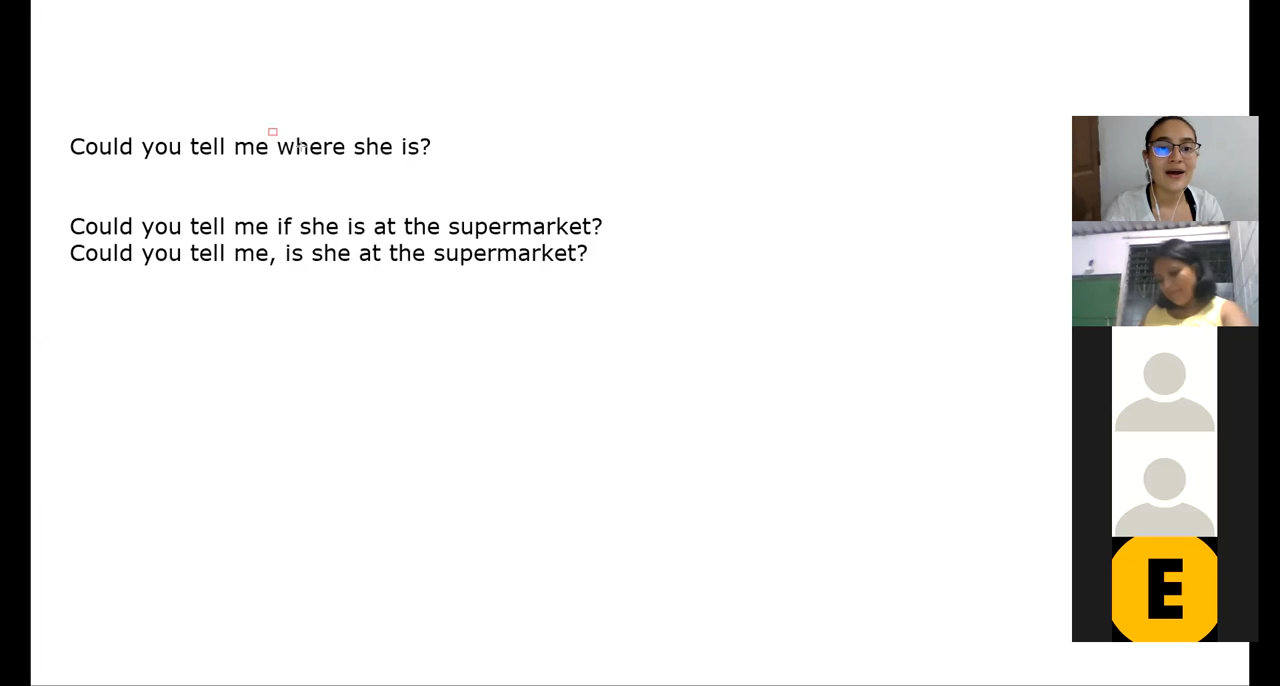 Could you tell me where she is?
Could you tell me if she is at the supermarket?
Could you tell me, is she at the supermarket?
E